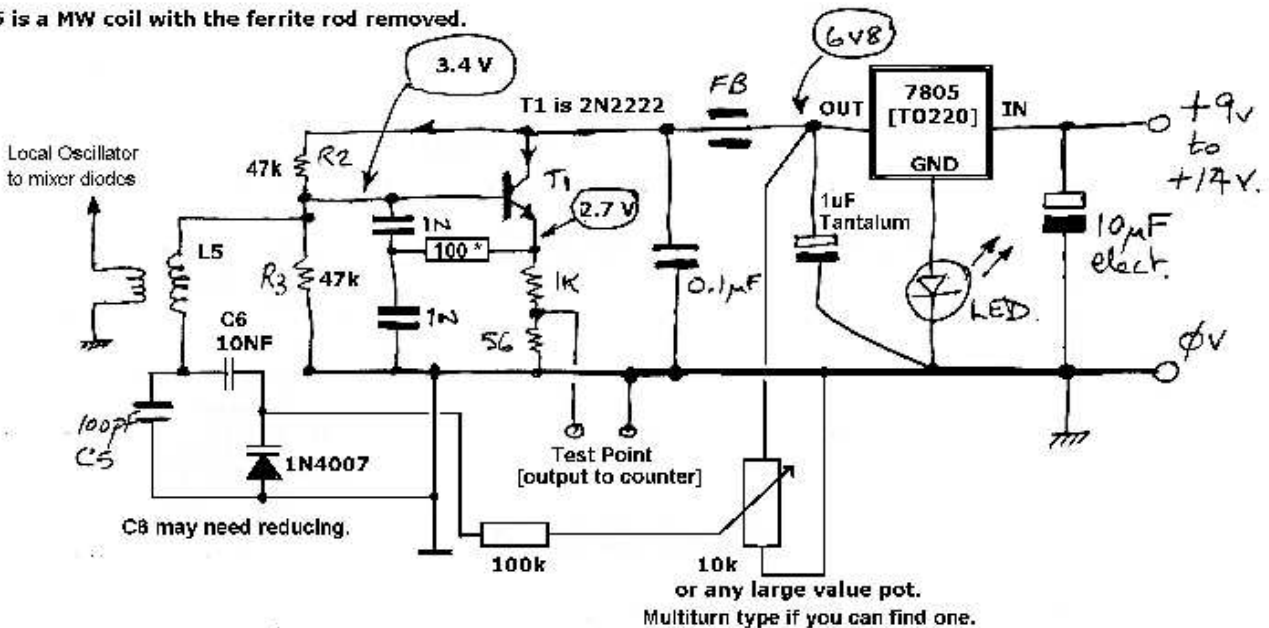 is a MW coil with the ferrite rod removed.
6V8
3.4 V
FB
7805
[TO220]
OUT
IN
GND
+9v
to
+14v.
T1 is 2N2222
Local Oscillator
to mixer diodes
47k
R2
T1
2.7 V
1N
100 *
1uF
Tantalum
10µF
elect.
L5
R3
47k
1K
0.1µF
LED.
C6
10NF
1N
56
ØV
100pF
C5
1N4007
Test Point
[output to counter]
C6 may need reducing.
100k
10k
or any large value pot.
Multiturn type if you can find one.